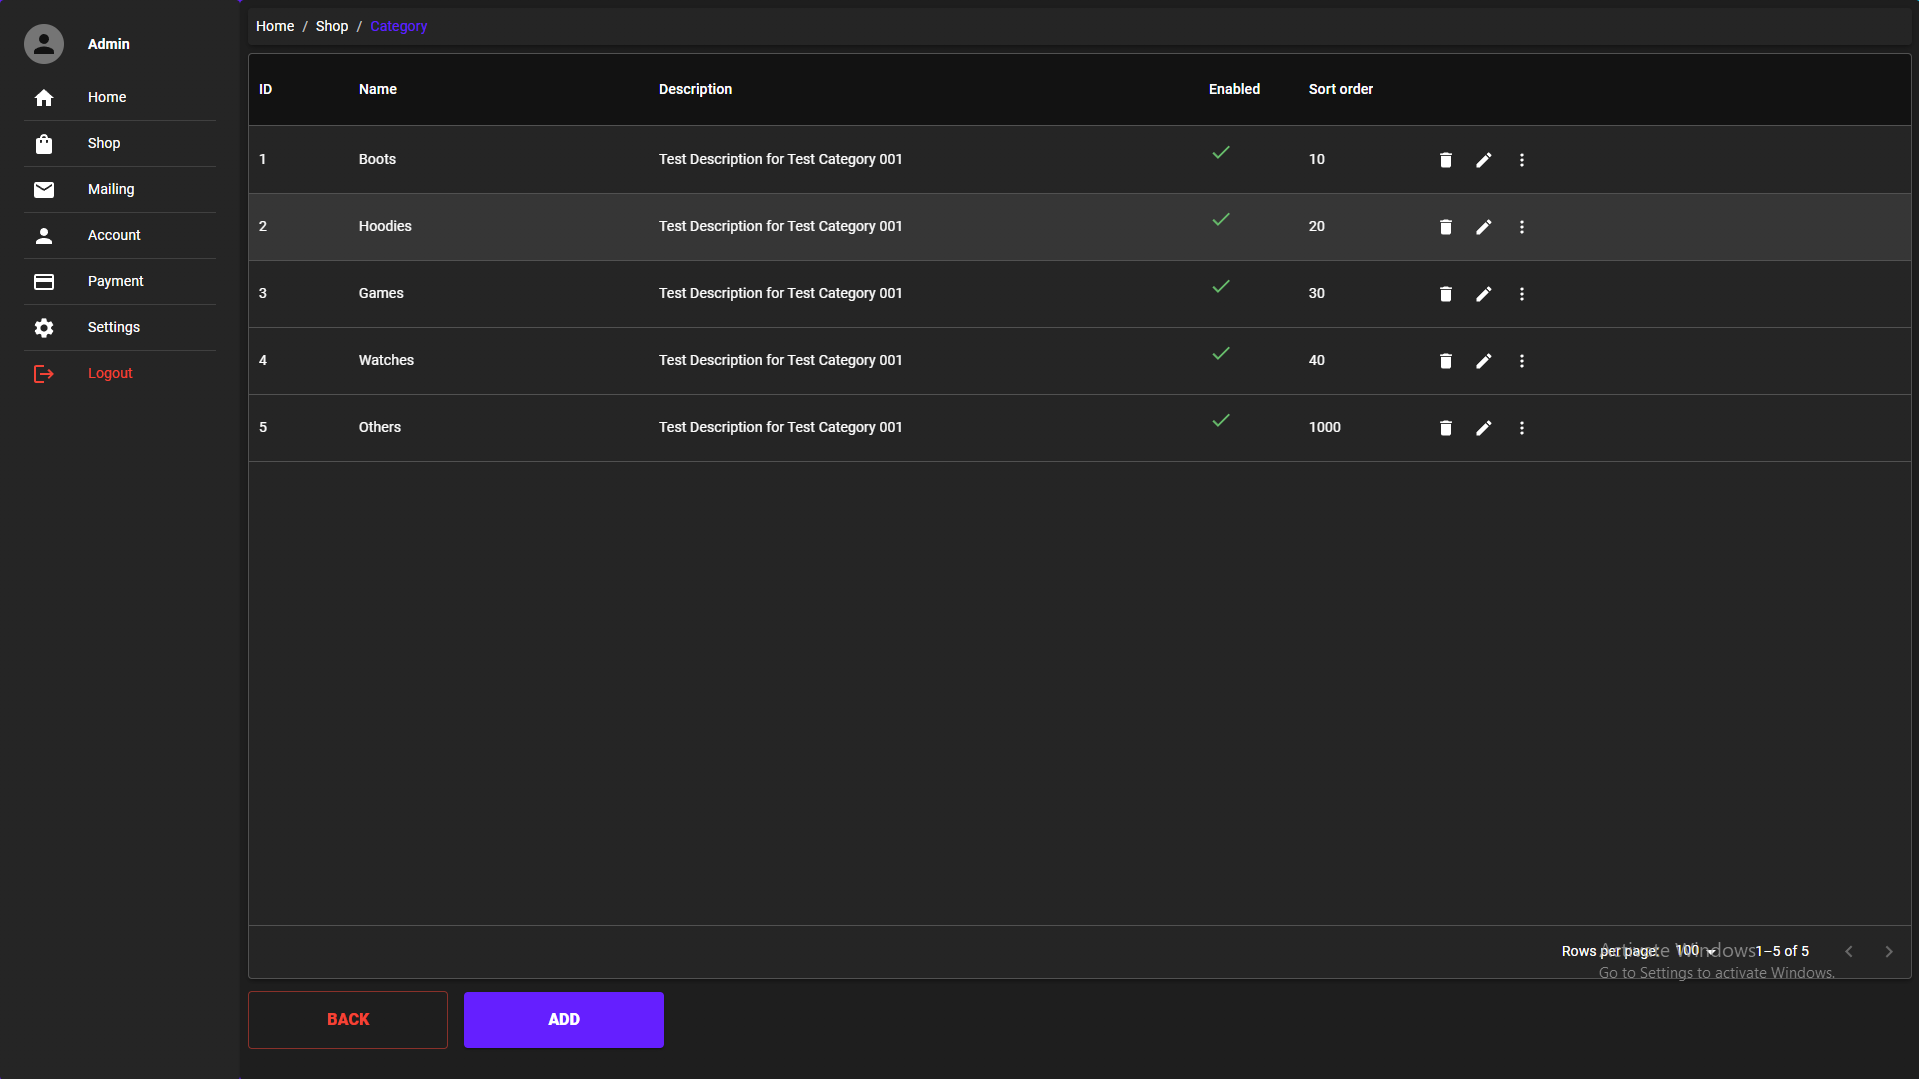 Admin
Home
Shop
Mailing
Account
Payment
Settings
Logout
Home / Shop / Category
ID Name Description Enabled Sort order
1 Boots Test Description for Test Category 001 10
2 Hoodies Test Description for Test Category 001 20
3 Games Test Description for Test Category 001 30
4 Watches Test Description for Test Category 001 40
5 Others Test Description for Test Category 001 1000
Rows per page: 100 1–5 of 5
Activate Windows
Go to Settings to activate Windows.
BACK ADD